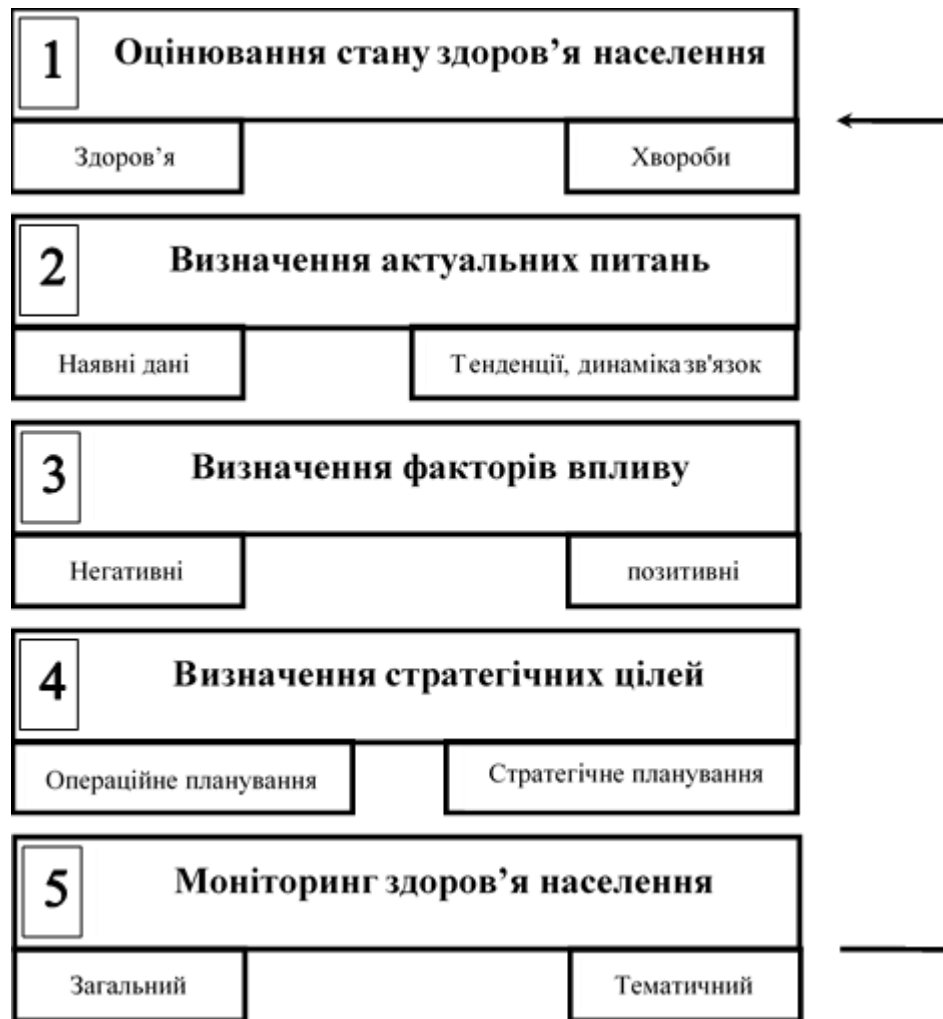 1
Оцінювання стану здоров’я населення
Здоров’я
Хвороби
2
Визначення актуальних питань
Наявні дані
Тенденції, динаміка зв'язок
3
Визначення факторів впливу
Негативні
позитивні
4
Визначення стратегічних цілей
Операційне планування
Стратегічне планування
5
Моніторинг здоров’я населення
Загальний
Тематичний